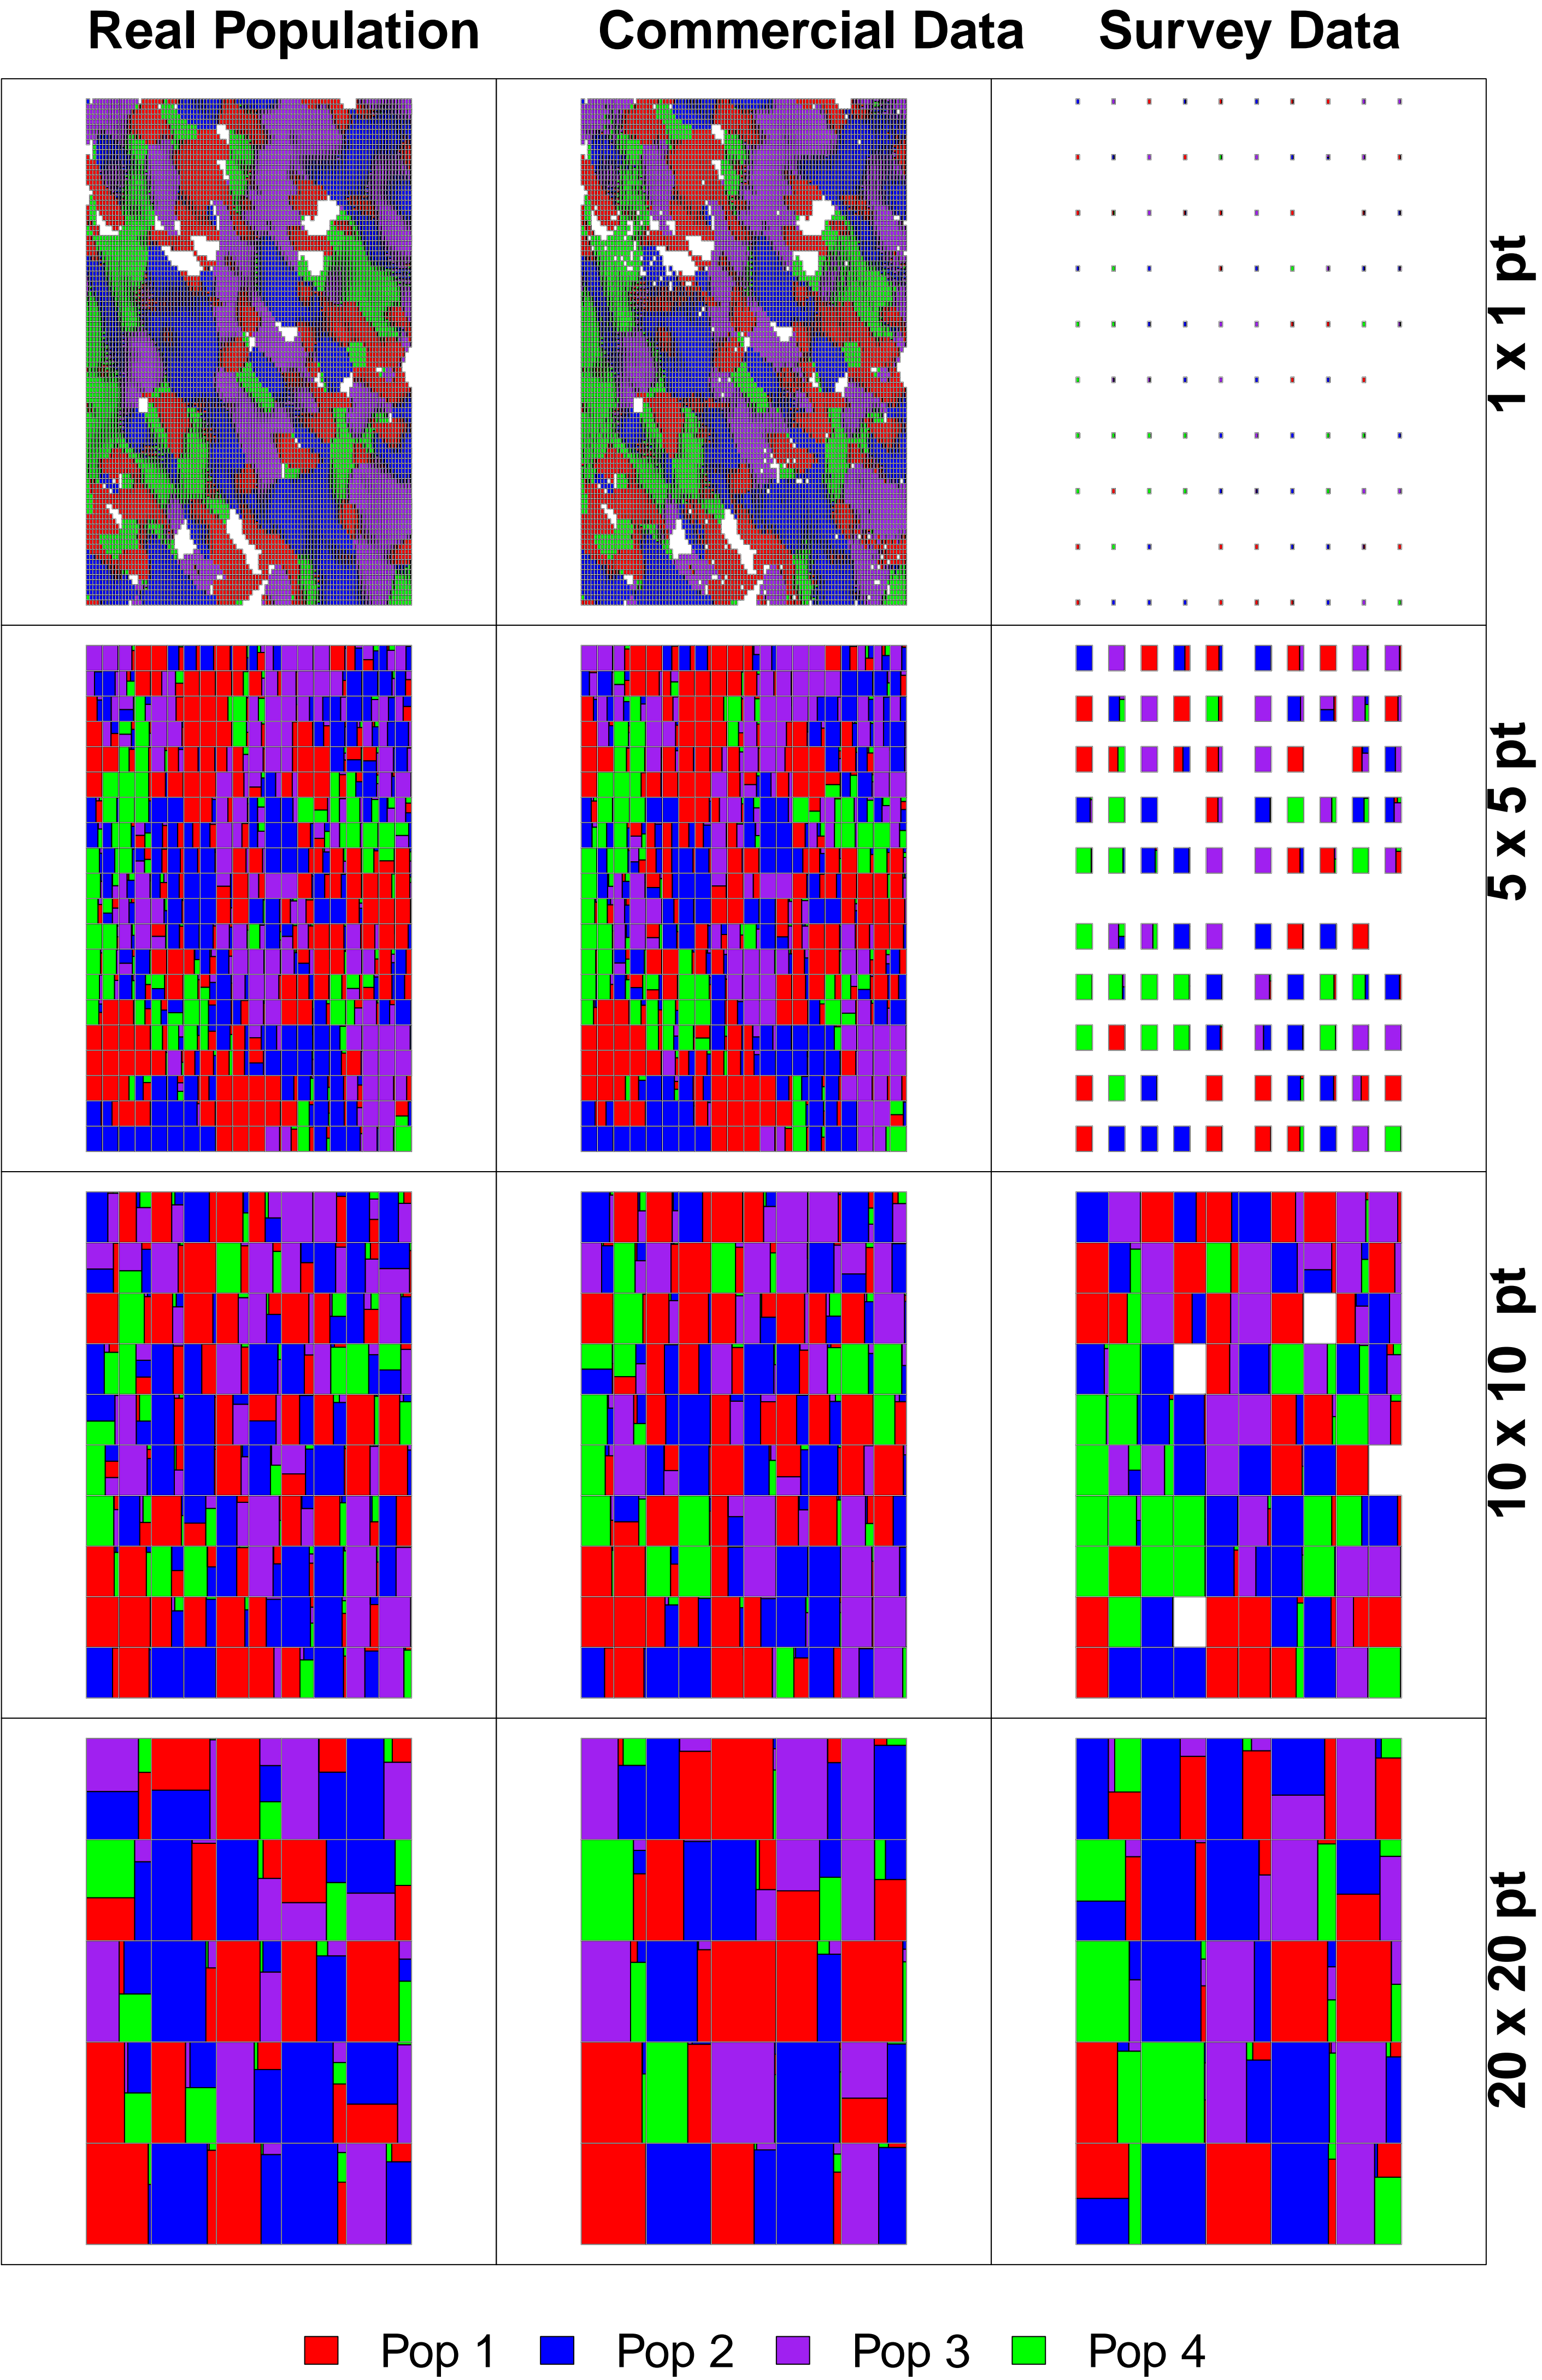 Real Population
Commercial Data
Survey Data
1 x 1 pt
5 x 5 pt
10 x 10 pt
20 x 20 pt
Pop 1
Pop 2
Pop 3
Pop 4